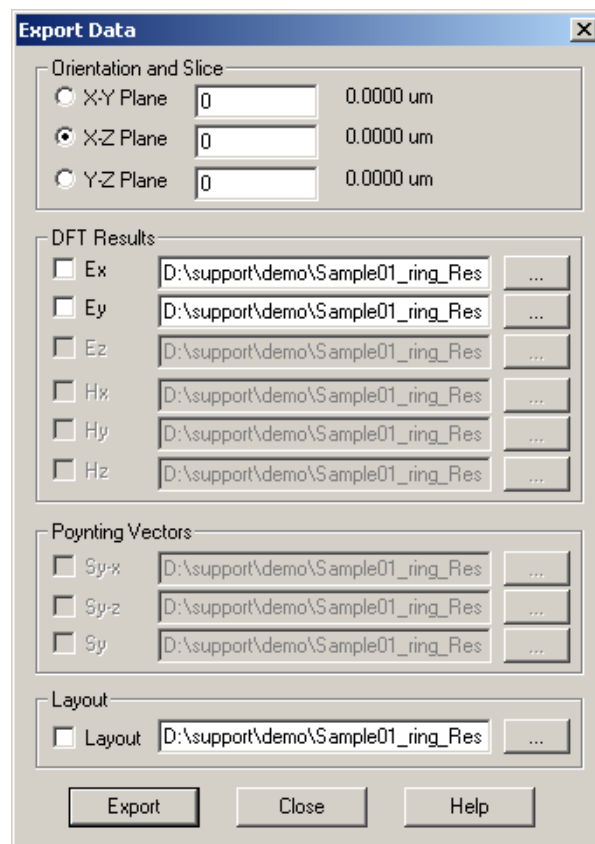 Export Data
Orientation and Slice
X-Y Plane 0 0.0000 um
X-Z Plane 0 0.0000 um
Y-Z Plane 0 0.0000 um
DFT Results
Ex D:\support\demo\Sample01_ring_Res ...
Ey D:\support\demo\Sample01_ring_Res ...
Ez D:\support\demo\Sample01_ring_Res ...
Hx D:\support\demo\Sample01_ring_Res ...
Hy D:\support\demo\Sample01_ring_Res ...
Hz D:\support\demo\Sample01_ring_Res ...
Poynting Vectors
Sy-x D:\support\demo\Sample01_ring_Res ...
Sy-z D:\support\demo\Sample01_ring_Res ...
Sy D:\support\demo\Sample01_ring_Res ...
Layout
Layout D:\support\demo\Sample01_ring_Res ...
Export Close Help